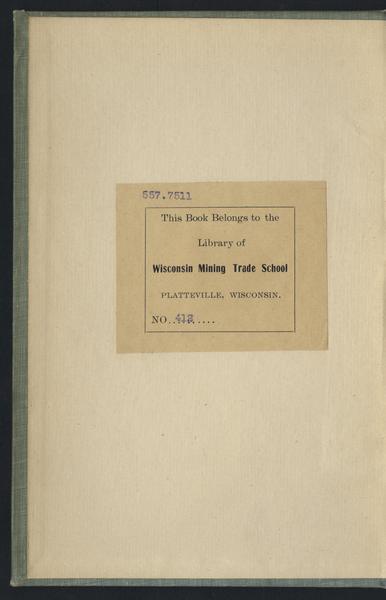 557.7511
This Book Belongs to the
Library of
Wisconsin Mining Trade School
PLATTEVILLE, WISCONSIN.
NO. 412 ....